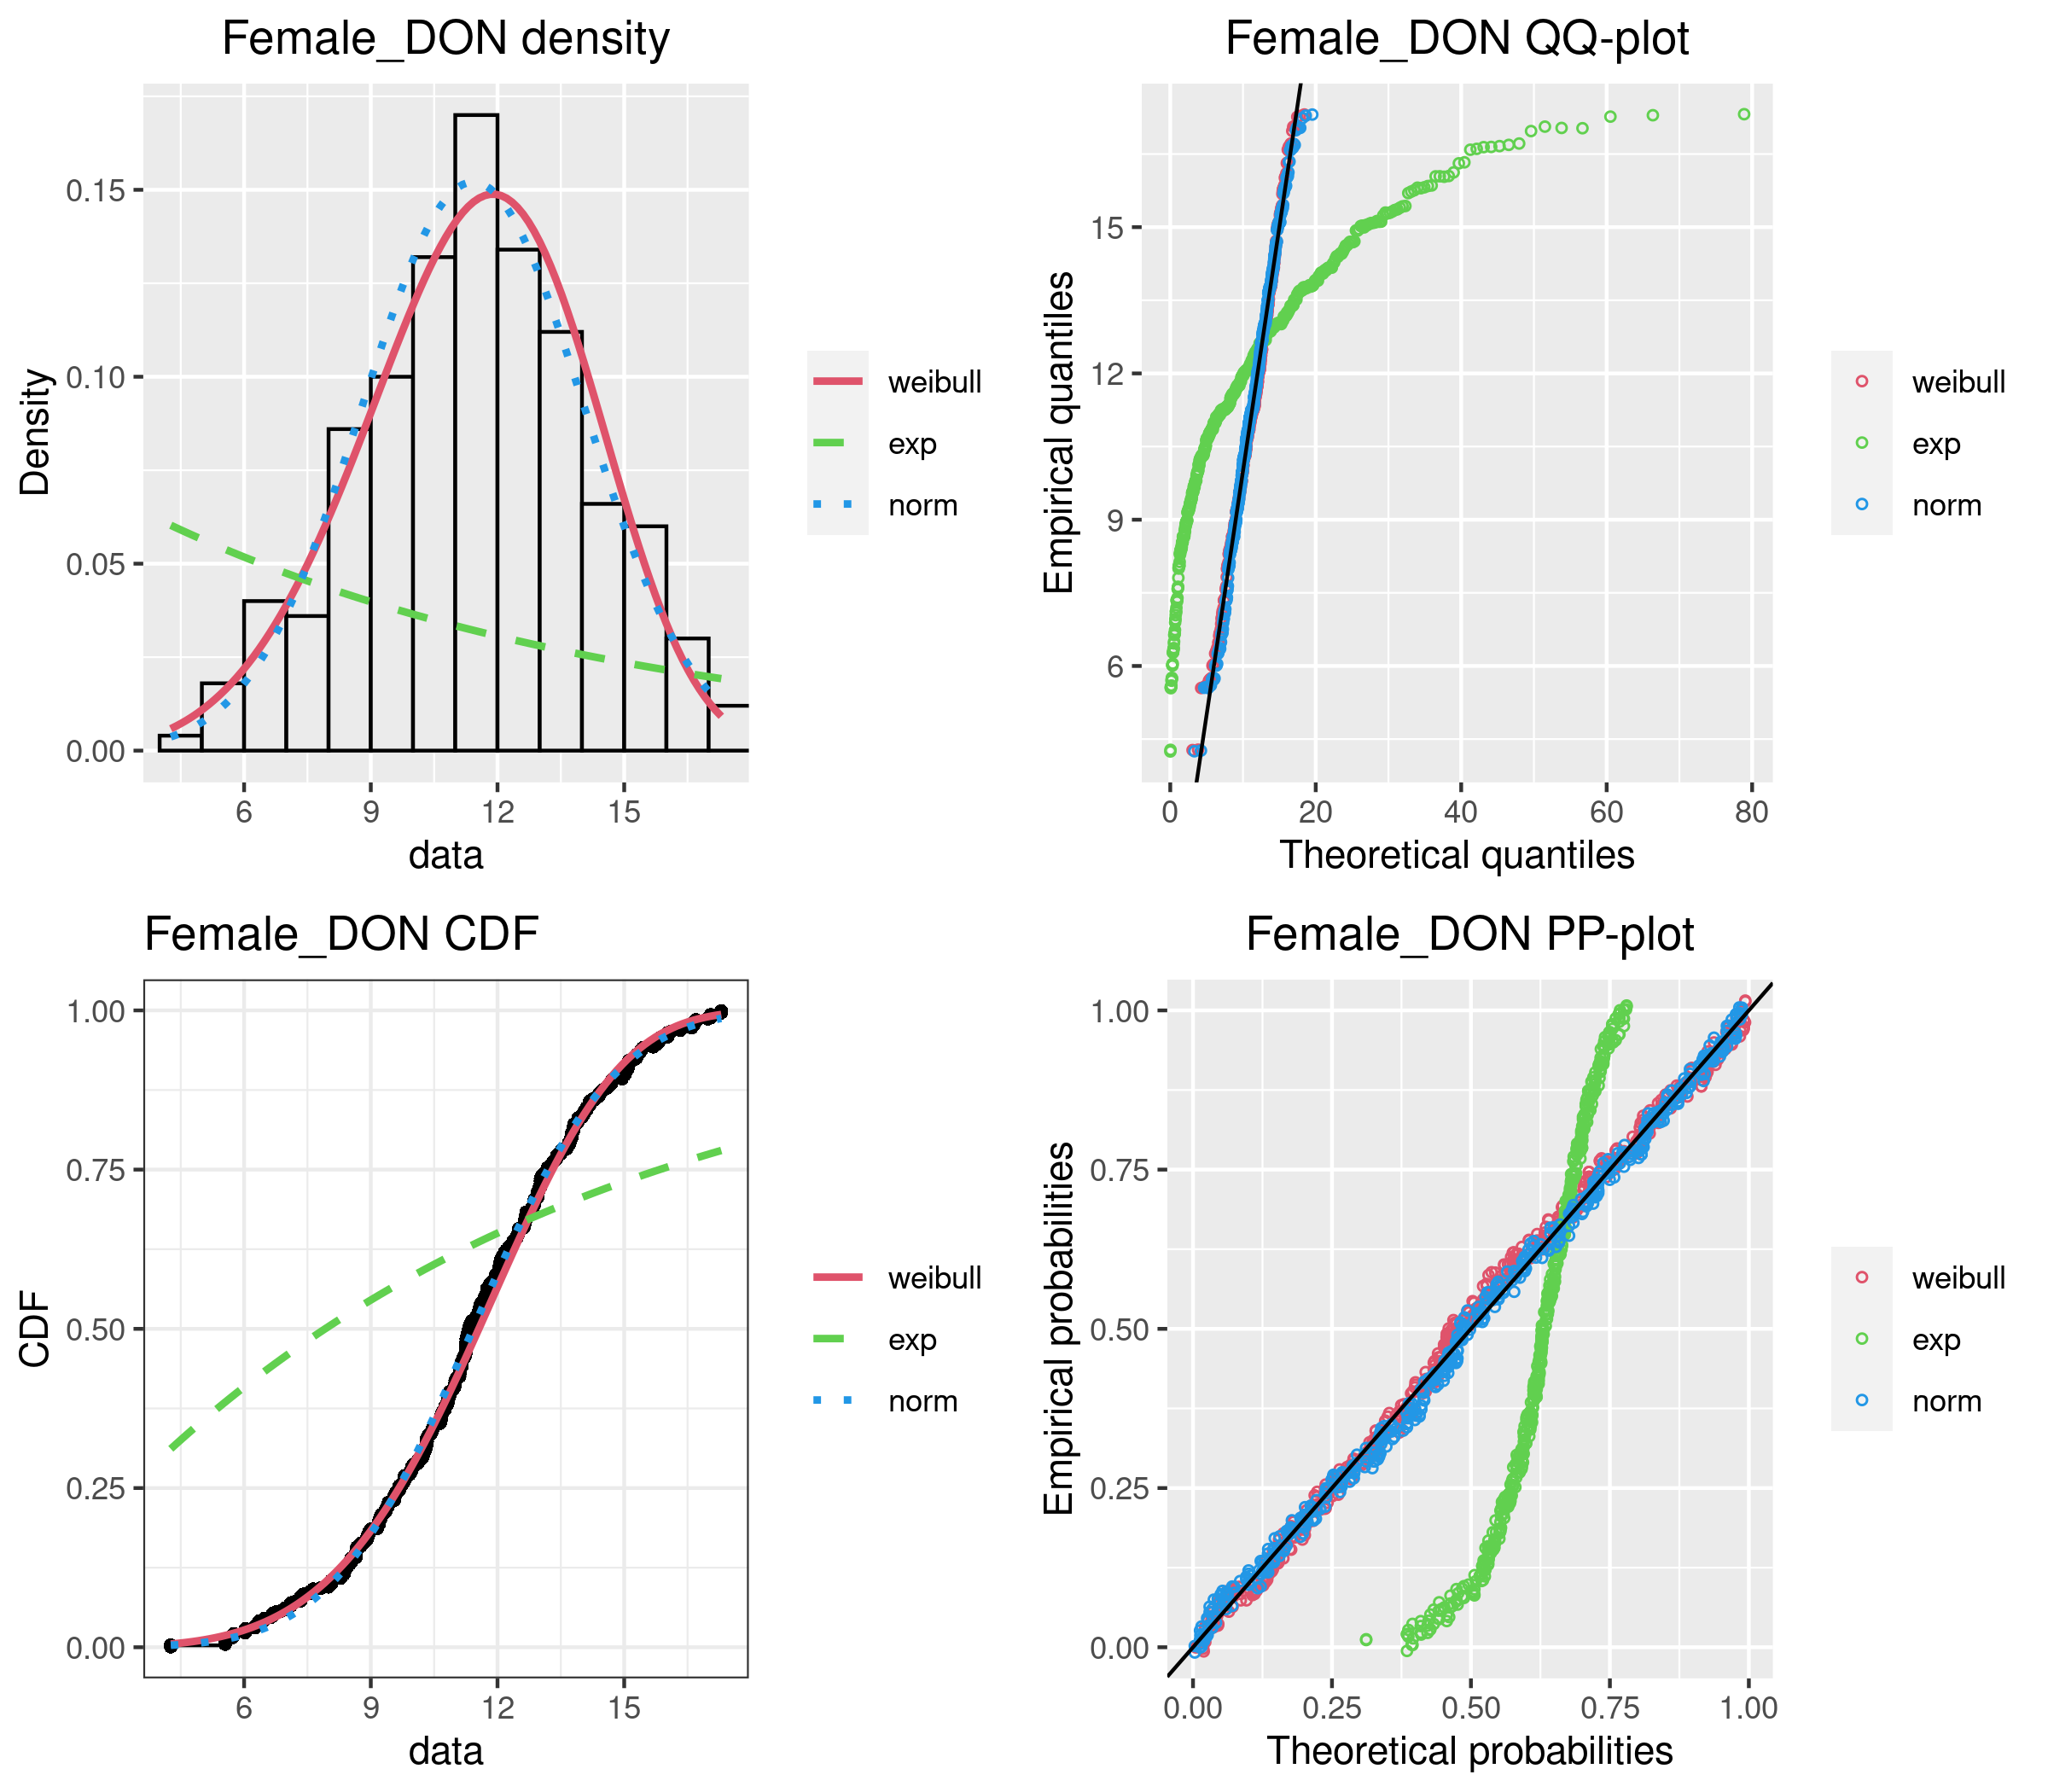 Female_DON density
Density
0.15
0.10
0.05
0.00
6 9 12 15
data
weibull
exp
norm
Female_DON QQ-plot
Empirical quantiles
15
12
9
6
0 20 40 60 80
Theoretical quantiles
weibull
exp
norm
Female_DON CDF
CDF
1.00
0.75
0.50
0.25
0.00
6 9 12 15
data
weibull
exp
norm
Female_DON PP-plot
Empirical probabilities
1.00
0.75
0.50
0.25
0.00
0.00 0.25 0.50 0.75 1.00
Theoretical probabilities
weibull
exp
norm